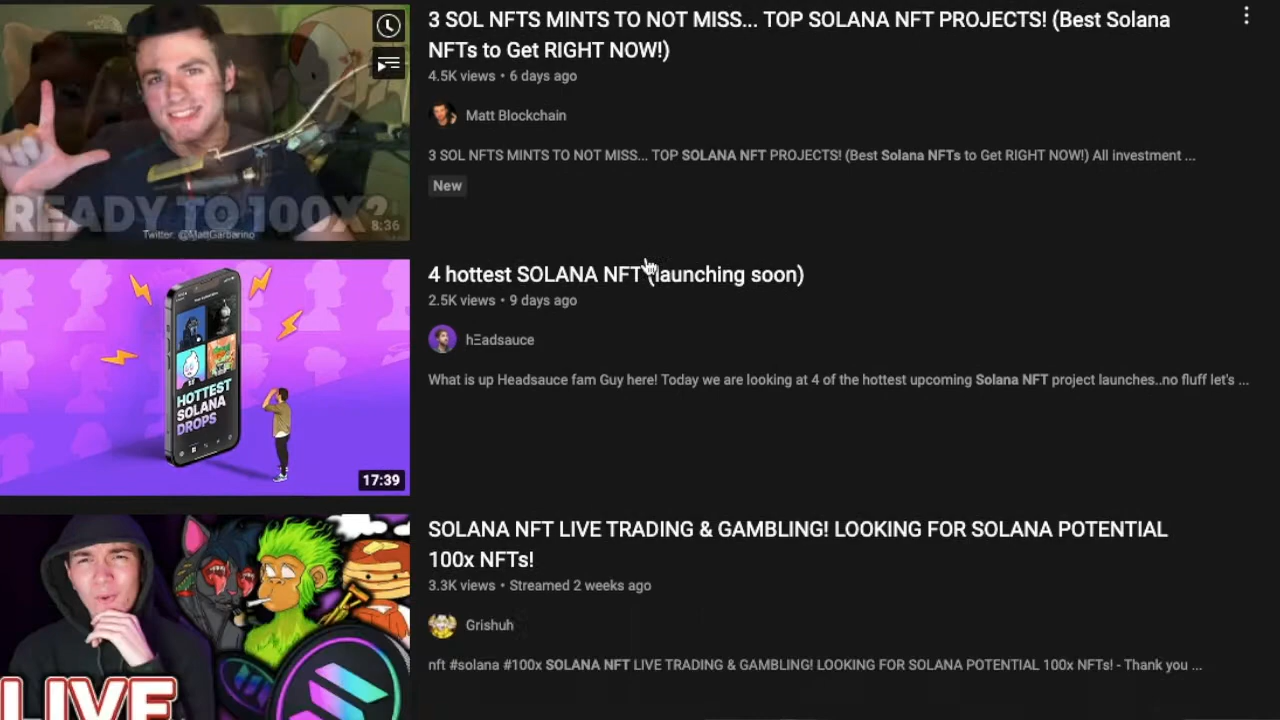 3 SOL NFTS MINTS TO NOT MISS... TOP SOLANA NFT PROJECTS! (Best Solana
NFTs to Get RIGHT NOW!)
4.5K views • 6 days ago
Matt Blockchain
3 SOL NFTS MINTS TO NOT MISS... TOP SOLANA NFT PROJECTS! (Best Solana NFTs to Get RIGHT NOW!) All investment ...
New
READY TO 100X?
8:36
Twitter: @MattGarbarino
4 hottest SOLANA NFT (launching soon)
2.5K views • 9 days ago
hΞadsauce
What is up Headsauce fam Guy here! Today we are looking at 4 of the hottest upcoming Solana NFT project launches..no fluff let's ...
HOTTEST
SOLANA
DROPS
17:39
SOLANA NFT LIVE TRADING & GAMBLING! LOOKING FOR SOLANA POTENTIAL
100x NFTs!
3.3K views • Streamed 2 weeks ago
Grishuh
nft #solana #100x SOLANA NFT LIVE TRADING & GAMBLING! LOOKING FOR SOLANA POTENTIAL 100x NFTs! - Thank you ...
LIVE